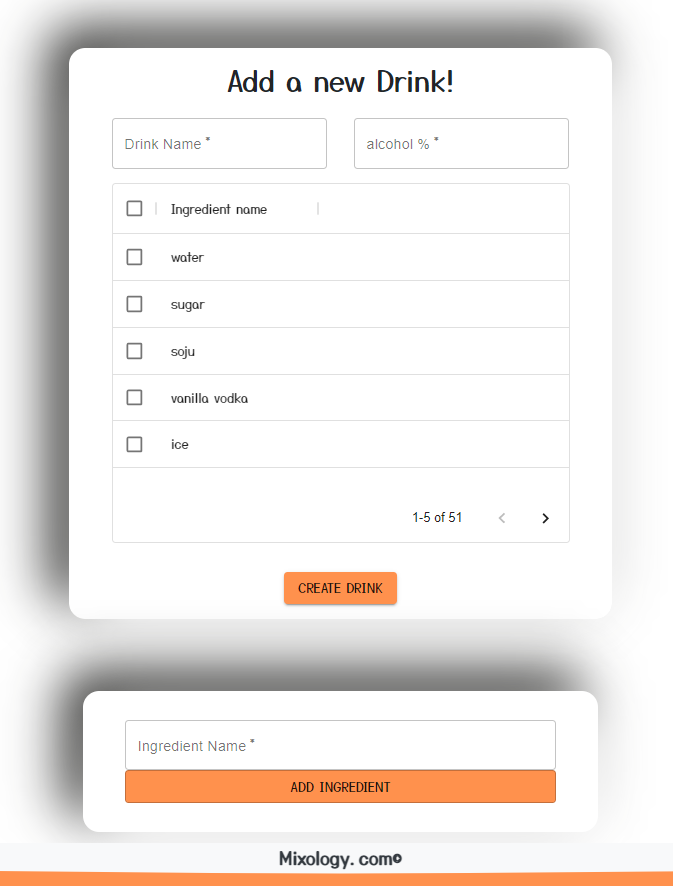 Add a new Drink!
Drink Name *
alcohol % *
Ingredient name
water
sugar
soju
vanilla vodka
ice
1-5 of 51
CREATE DRINK
Ingredient Name *
ADD INGREDIENT
Mixology. com©